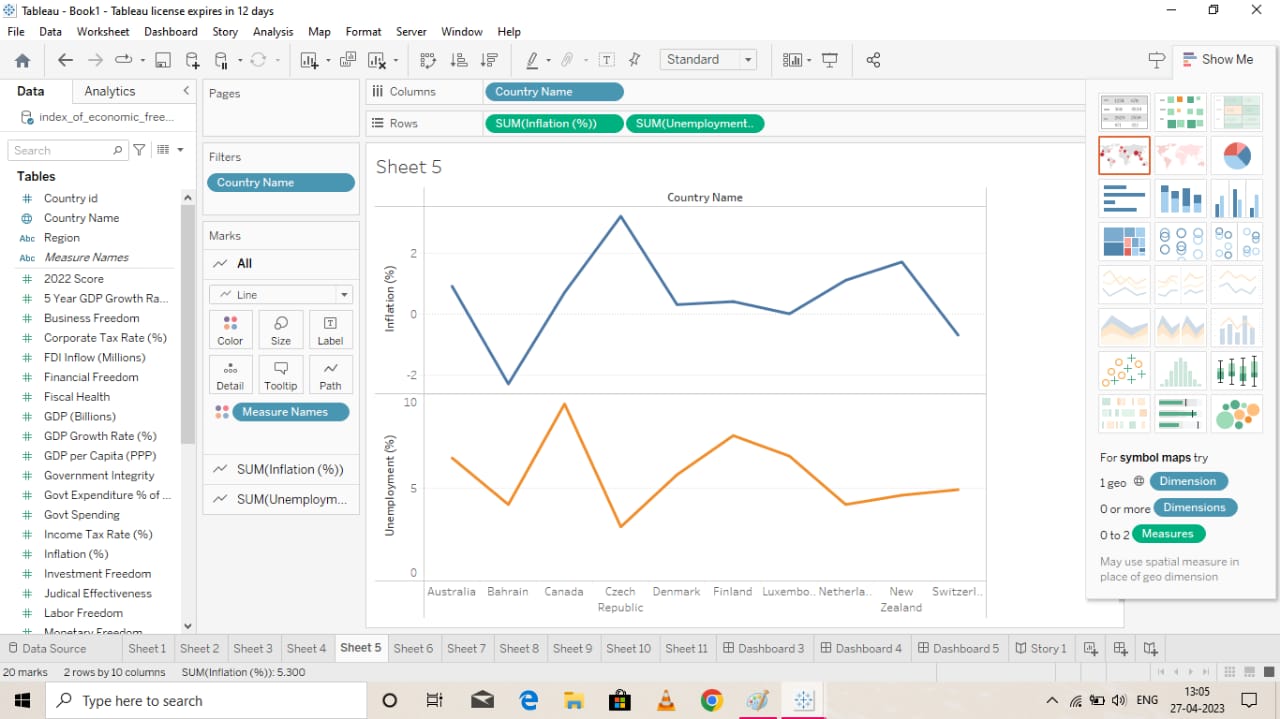 Tableau - Book1 - Tableau license expires in 12 days
File Data Worksheet Dashboard Story Analysis Map Format Server Window Help
Standard
Show Me
Data Analytics
index_of_economic_free...
Search
Tables
Country id
Country Name
Abc Region
Abc Measure Names
2022 Score
5 Year GDP Growth Ra...
Business Freedom
Corporate Tax Rate (%)
FDI Inflow (Millions)
Financial Freedom
Fiscal Health
GDP (Billions)
GDP Growth Rate (%)
GDP per Capita (PPP)
Government Integrity
Govt Expenditure % of ...
Govt Spending
Income Tax Rate (%)
Inflation (%)
Investment Freedom
Judical Effectiveness
Labor Freedom
Monetary Freedom
Pages
Filters
Country Name
Marks
All
Line
Color Size Label
Detail Tooltip Path
Measure Names
SUM(Inflation (%))
SUM(Unemploym...
Columns Country Name
Rows SUM(Inflation (%)) SUM(Unemployment..
Sheet 5
Country Name
Inflation (%)
2
0
-2
Unemployment (%)
10
5
0
Australia Bahrain Canada Czech Republic Denmark Finland Luxembo.. Netherla.. New Zealand Switzerl..
For symbol maps try
1 geo Dimension
0 or more Dimensions
0 to 2 Measures
May use spatial measure in
place of geo dimension
Data Source Sheet 1 Sheet 2 Sheet 3 Sheet 4 Sheet 5 Sheet 6 Sheet 7 Sheet 8 Sheet 9 Sheet 10 Sheet 11 Dashboard 3 Dashboard 4 Dashboard 5 Story 1
20 marks 2 rows by 10 columns SUM(Inflation (%)): 5.300
Type here to search
ENG
13:05
27-04-2023